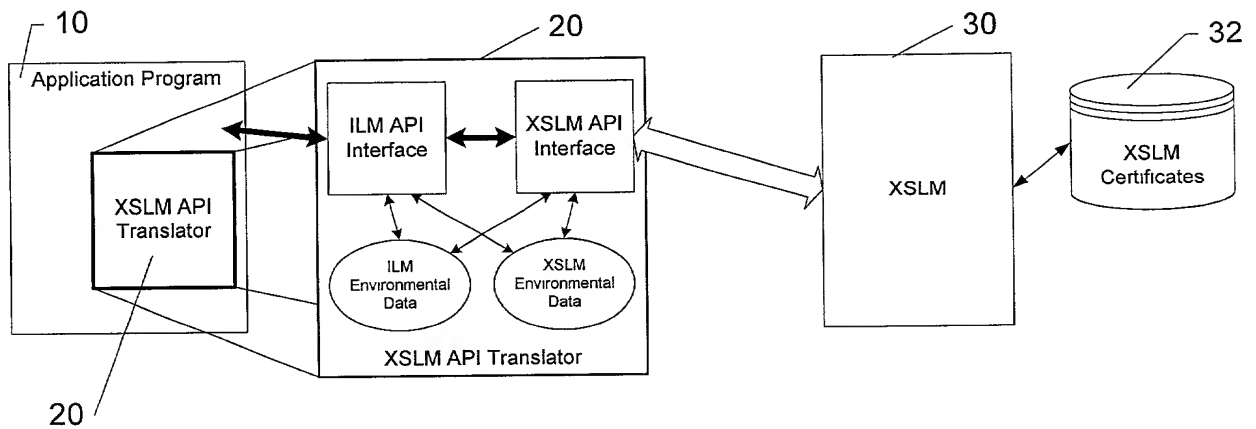 10
20
30
32
Application Program
ILM API
Interface
XSLM API
Interface
XSLM
XSLM
Certificates
XSLM API
Translator
20
ILM
Environmental
Data
XSLM
Environmental
Data
XSLM API Translator